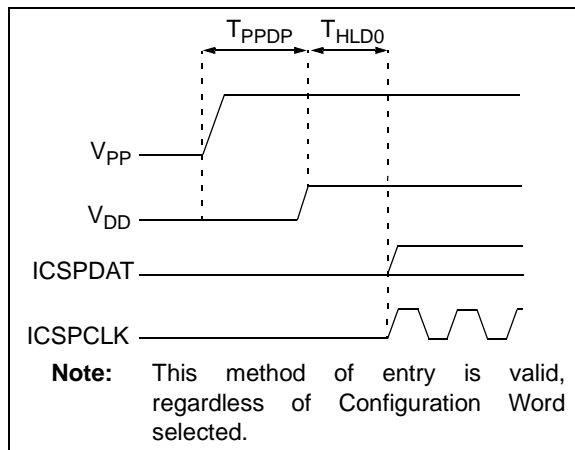 TPPDP THLD0
VPP
VDD
ICSPDAT
ICSPCLK
Note: This method of entry is valid,
regardless of Configuration Word
selected.